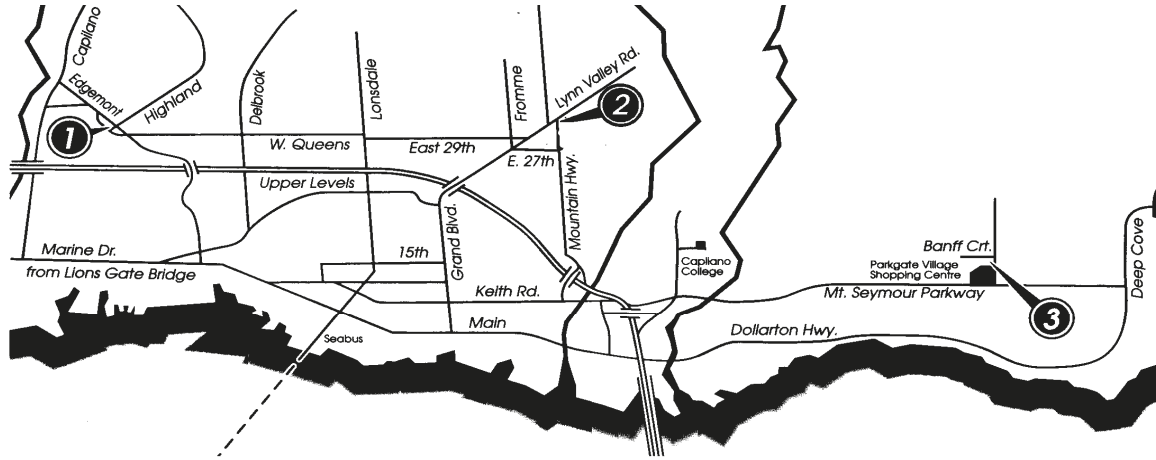 Capilano
Edgemont
Highland
Delbrook
Lonsdale
Fromme
Lynn Valley Rd.
1
2
W. Queens
East 29th
E. 27th
Upper Levels
Mountain Hwy.
Grand Blvd.
Marine Dr.
15th
from Lions Gate Bridge
Capliano
College
Banff Crt.
Parkgate Village
Shopping Centre
Deep Cove
Keith Rd.
Mt. Seymour Parkway
3
Main
Dollarton Hwy.
Seabus